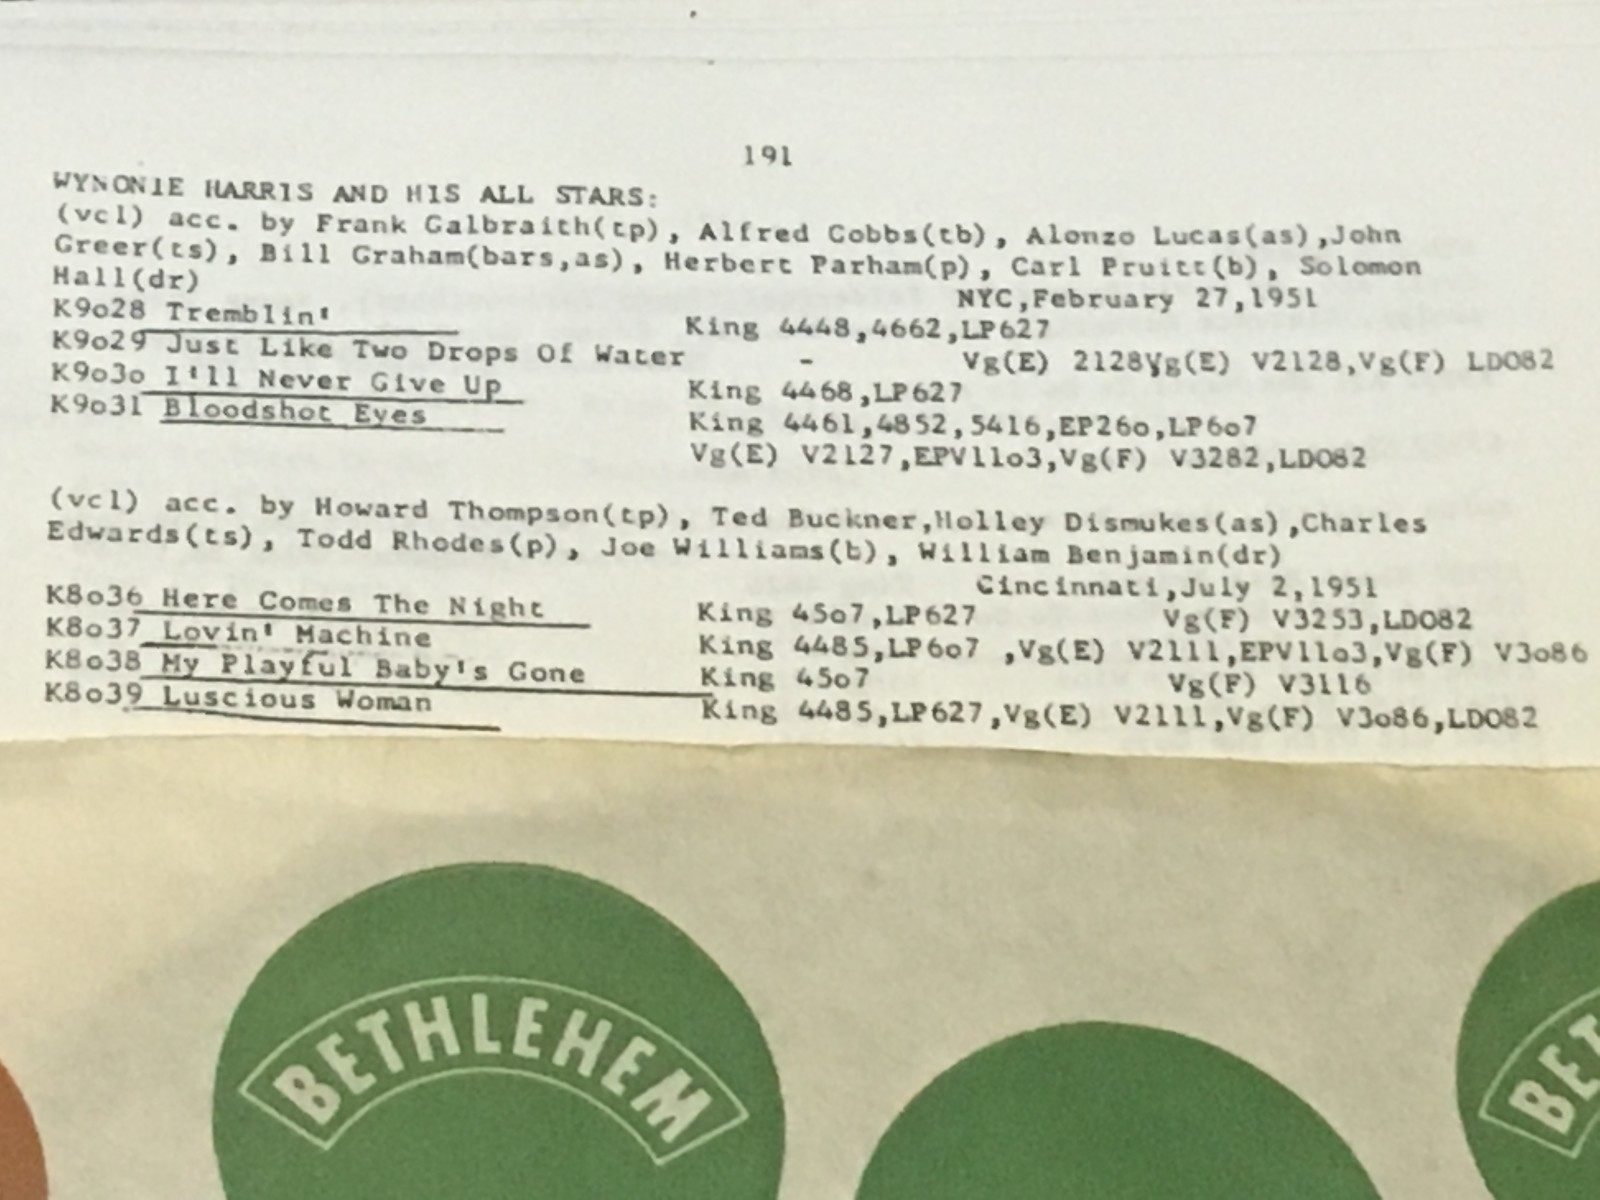 191
WYNONIE HARRIS AND HIS ALL STARS:
(vcl) acc. by Frank Galbraith(tp), Alfred Cobbs(tb), Alonzo Lucas(as),John
Greer(ts), Bill Graham(bars,as), Herbert Parham(p), Carl Pruitt(b), Solomon
Hall(dr) NYC,February 27,1951
K9o28 Tremblin' King 4448,4662,LP627
K9o29 Just Like Two Drops Of Water - Vg(E) 2128Vg(E) V2128,Vg(F) LDO82
K9o3o I'll Never Give Up King 4468,LP627
K9o31 Bloodshot Eyes King 4461,4852,5416,EP26o,LP6o7
Vg(E) V2127,EPV11o3,Vg(F) V3282,LDO82
(vcl) acc. by Howard Thompson(tp), Ted Buckner,Holley Dismukes(as),Charles
Edwards(ts), Todd Rhodes(p), Joe Williams(b), William Benjamin(dr)
Cincinnati,July 2,1951
K8o36 Here Comes The Night King 45o7,LP627 Vg(F) V3253,LDO82
K8o37 Lovin' Machine King 4485,LP6o7 ,Vg(E) V2111,EPV11o3,Vg(F) V3o86
K8o38 My Playful Baby's Gone King 45o7 Vg(F) V3116
K8o39 Luscious Woman King 4485,LP627,Vg(E) V2111,Vg(F) V3o86,LDO82
BETHLEHEM
BET